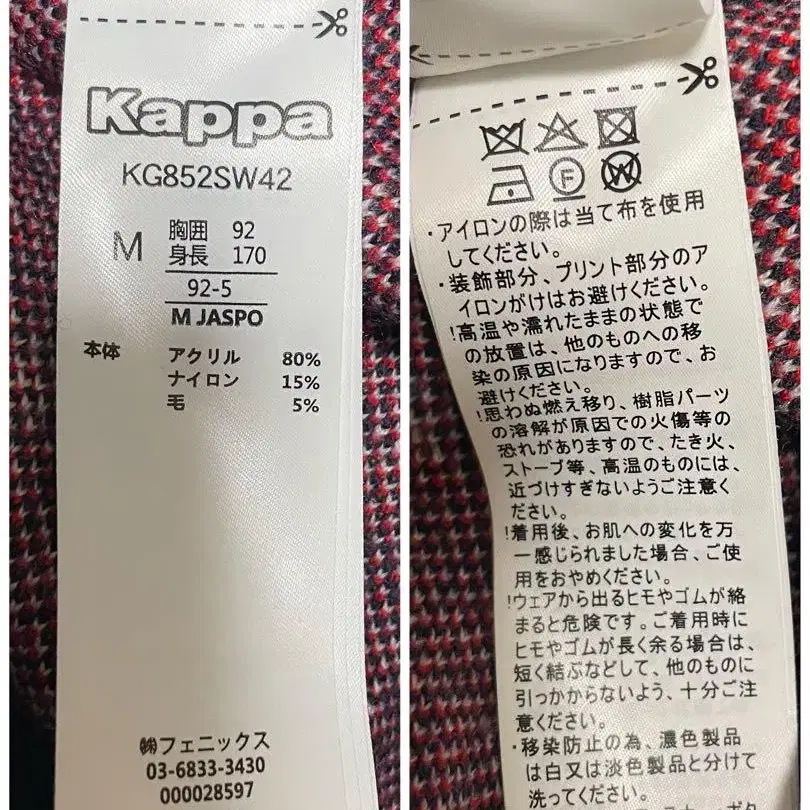 Kappa
KG852SW42
M
胸囲 92
身長 170
92-5
M JASPO
本体
アクリル 80%
ナイロン 15%
毛 5%
㈱フェニックス
03-6833-3430
000028597
F
W
・アイロンの際は当て布を使用
してください。
・装飾部分、プリント部分のア
イロンがけはお避けください。
!高温や濡れたままの状態で
の放置は、他のものへの移
染の原因になりますので、お
避けください。
!思わぬ燃え移り、樹脂パーツ
の溶解が原因での火傷等の
恐れがありますので、たき火、
ストーブ等、高温のものには、
近づけすぎないようご注意く
ださい。
!着用後、お肌への変化を万
一感じられました場合、ご使
用をおやめください。
!ウェアから出るヒモやゴムが絡
まると危険です。ご着用時に
ヒモやゴムが長く余る場合は、
短く結ぶなどして、他のものに
引っかからないよう、十分ご注
意ください。
・移染防止の為、濃色製品
は白又は淡色製品と分けて
洗ってください。